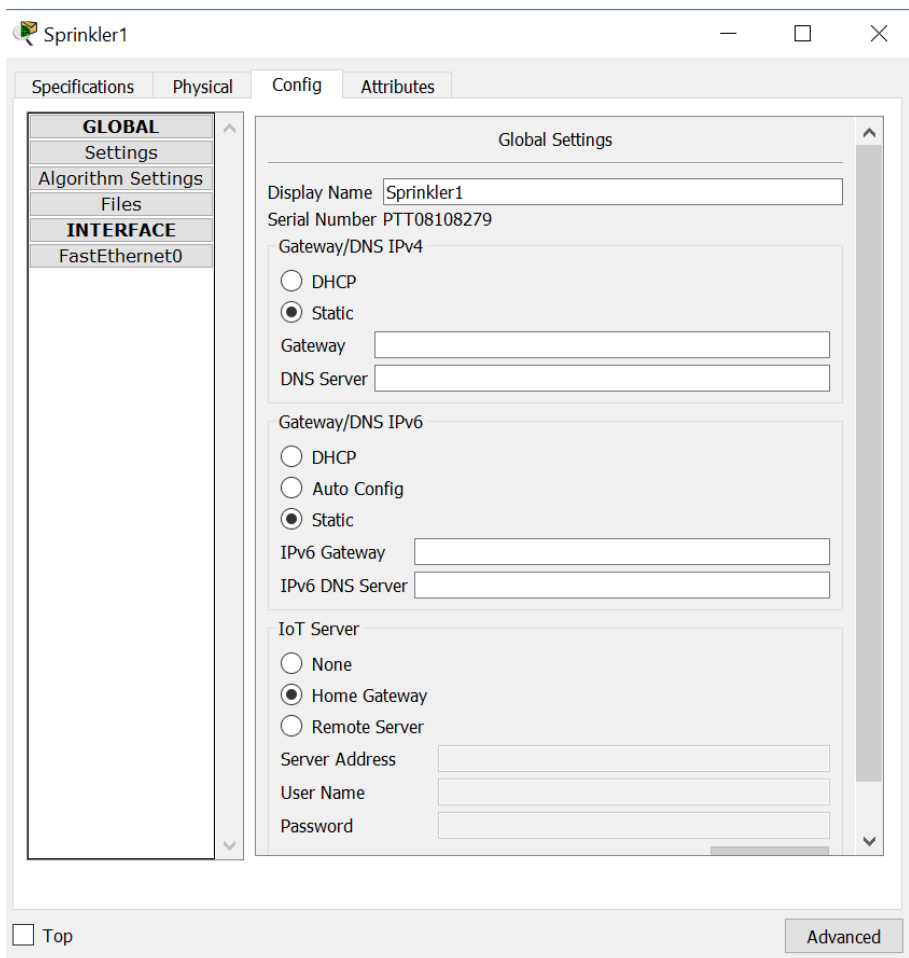 Sprinkler1
Specifications Physical Config Attributes
GLOBAL
Settings
Algorithm Settings
Files
INTERFACE
FastEthernet0
Global Settings
Display Name Sprinkler1
Serial Number PTT08108279
Gateway/DNS IPv4
DHCP
Static
Gateway
DNS Server
Gateway/DNS IPv6
DHCP
Auto Config
Static
IPv6 Gateway
IPv6 DNS Server
IoT Server
None
Home Gateway
Remote Server
Server Address
User Name
Password
Top Advanced